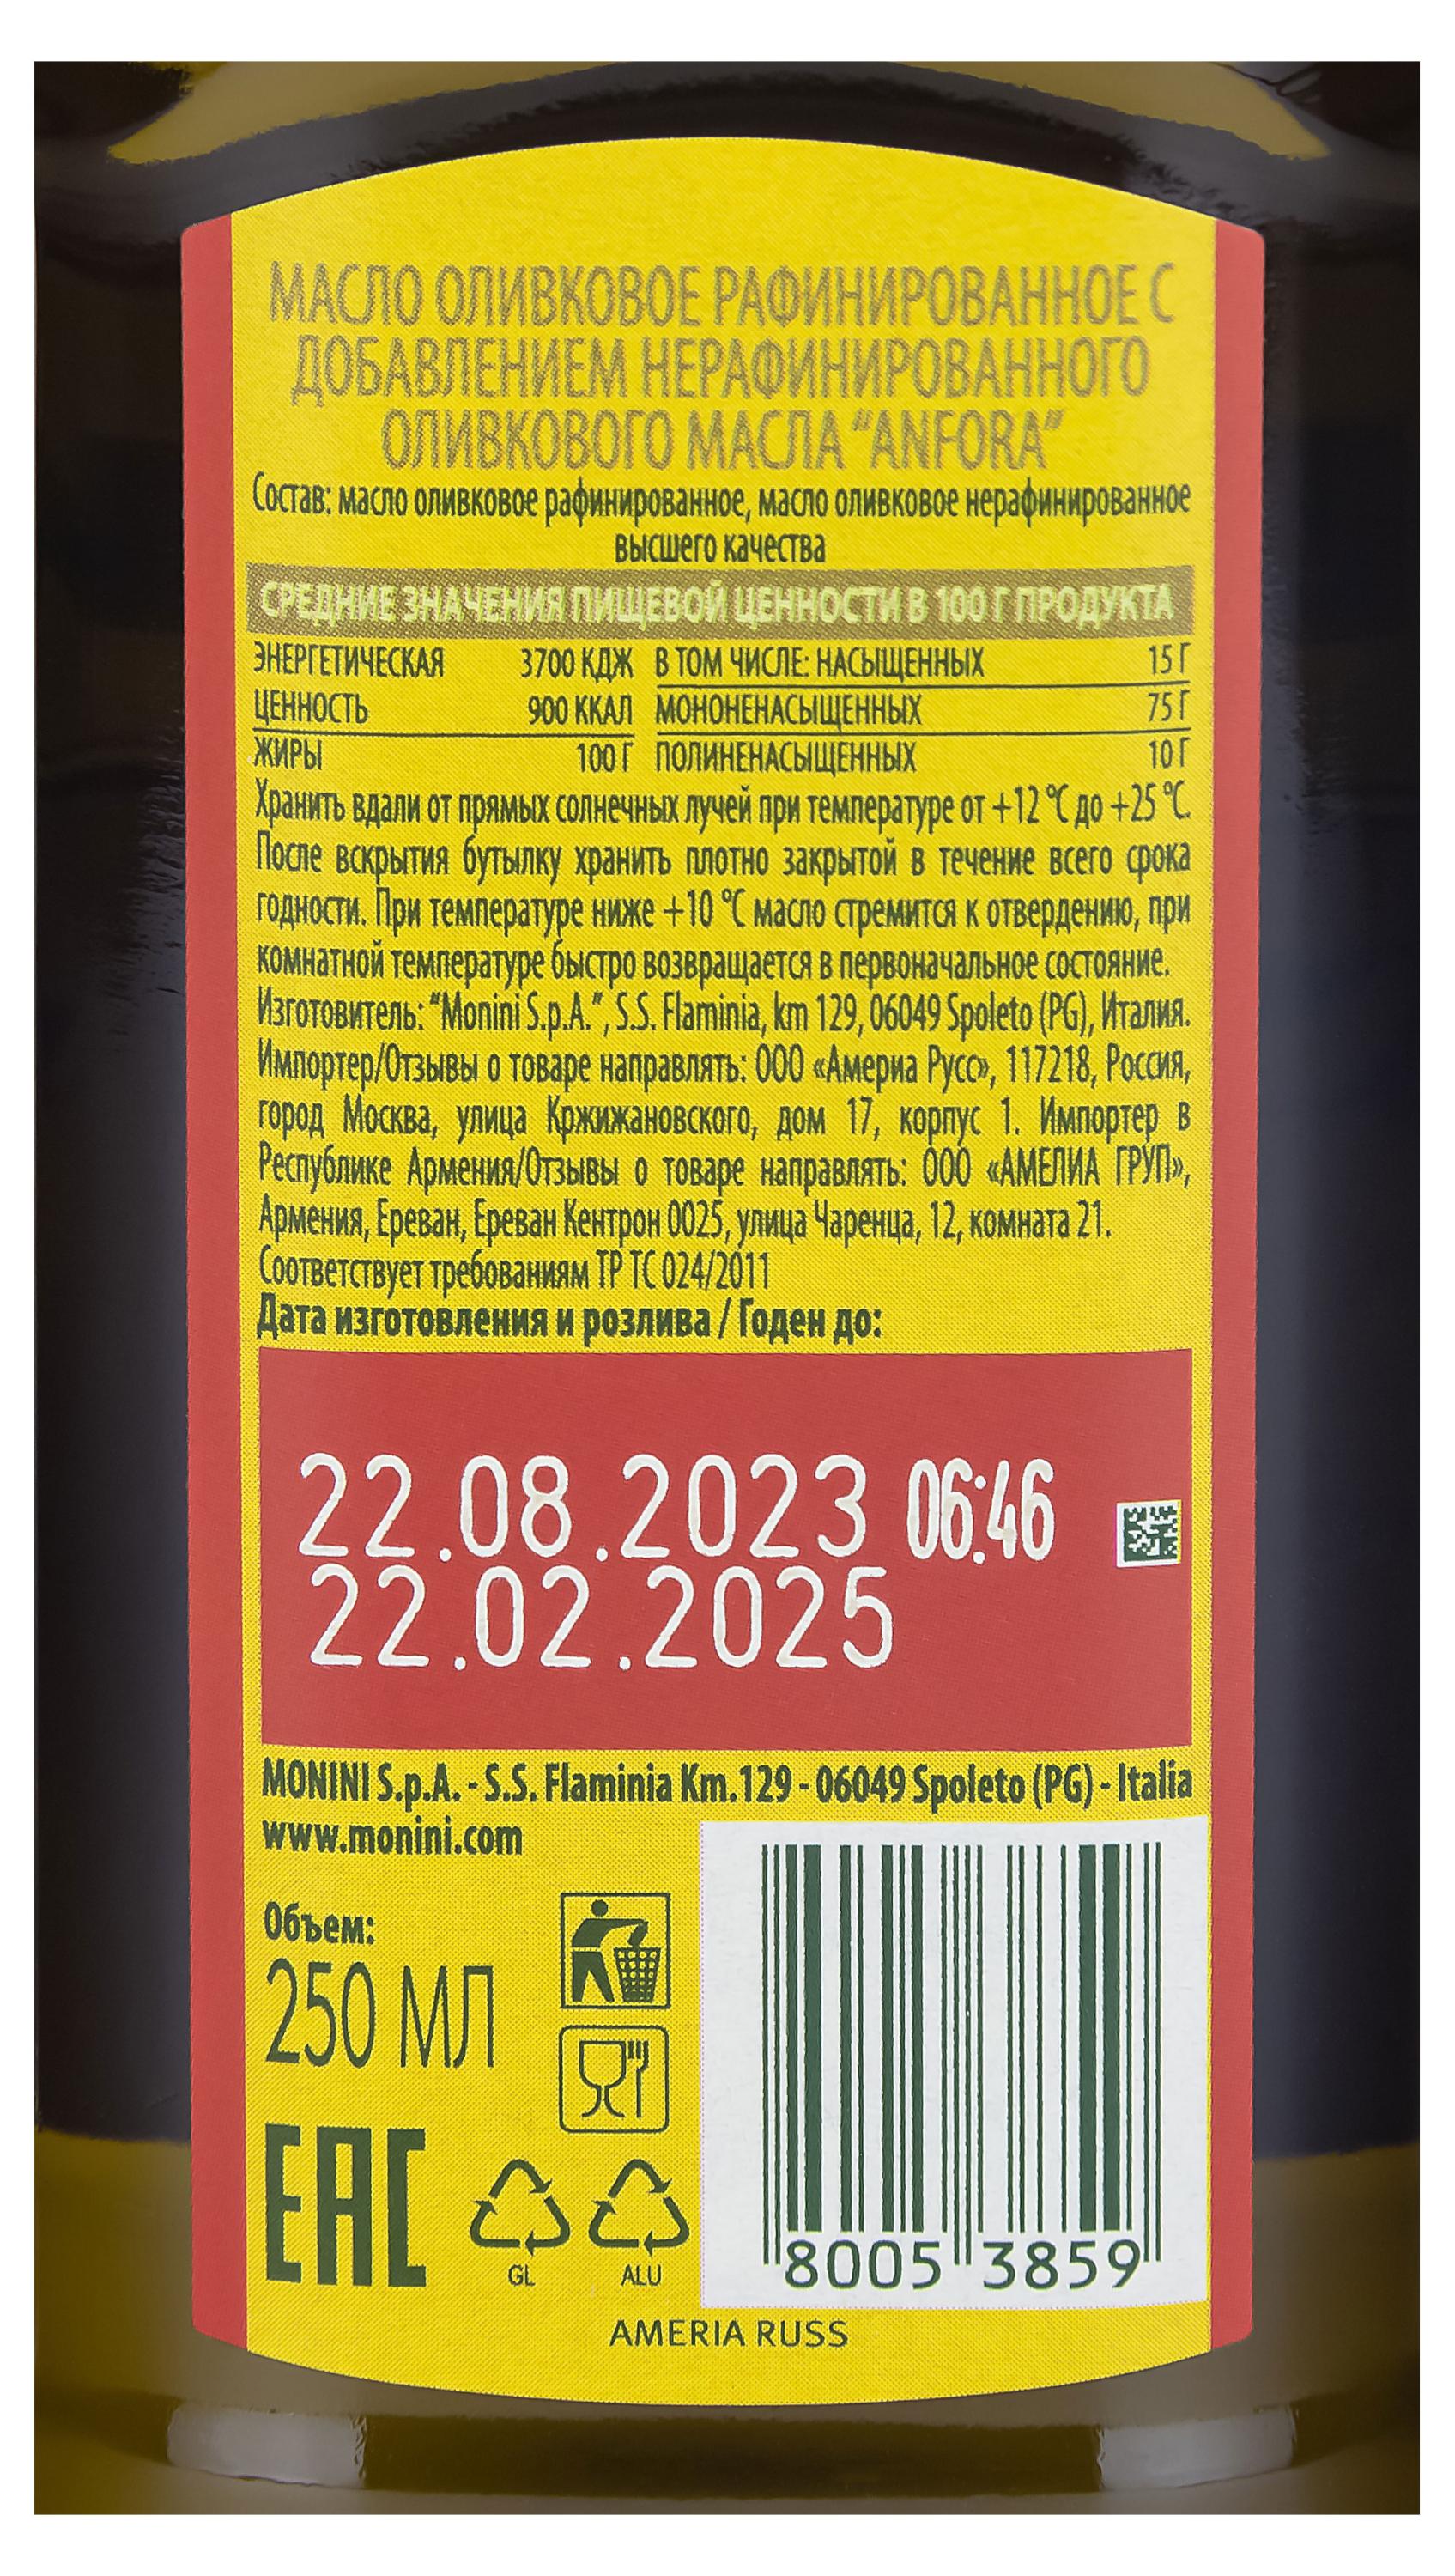 МАСЛО ОЛИВКОВОЕ РАФИНИРОВАННОЕ С
ДОБАВЛЕНИЕМ НЕРАФИНИРОВАННОГО
ОЛИВКОВОГО МАСЛА “ANFORA”
Состав: масло оливковое рафинированное, масло оливковое нерафинированное
высшего качества
СРЕДНИЕ ЗНАЧЕНИЯ ПИЩЕВОЙ ЦЕННОСТИ В 100 Г ПРОДУКТА
ЭНЕРГЕТИЧЕСКАЯ 3700 КДЖ В ТОМ ЧИСЛЕ: НАСЫЩЕННЫХ 15 Г
ЦЕННОСТЬ 900 ККАЛ МОНОНЕНАСЫЩЕННЫХ 75 Г
ЖИРЫ 100 Г ПОЛИНЕНАСЫЩЕННЫХ 10 Г
Хранить вдали от прямых солнечных лучей при температуре от +12 °C до +25 °C.
После вскрытия бутылку хранить плотно закрытой в течение всего срока
годности. При температуре ниже +10 °C масло стремится к отвердению, при
комнатной температуре быстро возвращается в первоначальное состояние.
Изготовитель: “Monini S.p.A.”, S.S. Flaminia, km 129, 06049 Spoleto (PG), Италия.
Импортер/Отзывы о товаре направлять: ООО «Америа Русс», 117218, Россия,
город Москва, улица Кржижановского, дом 17, корпус 1. Импортер в
Республике Армения/Отзывы о товаре направлять: ООО «АМЕЛИА ГРУП»,
Армения, Ереван, Ереван Кентрон 0025, улица Чаренца, 12, комната 21.
Соответствует требованиям ТР ТС 024/2011
Дата изготовления и розлива / Годен до:
22.08.2023 06:46
22.02.2025
MONINI S.p.A. - S.S. Flaminia Km.129 - 06049 Spoleto (PG) - Italia
www.monini.com
Объем:
250 МЛ
EAC
GL ALU
8005 3859
AMERIA RUSS